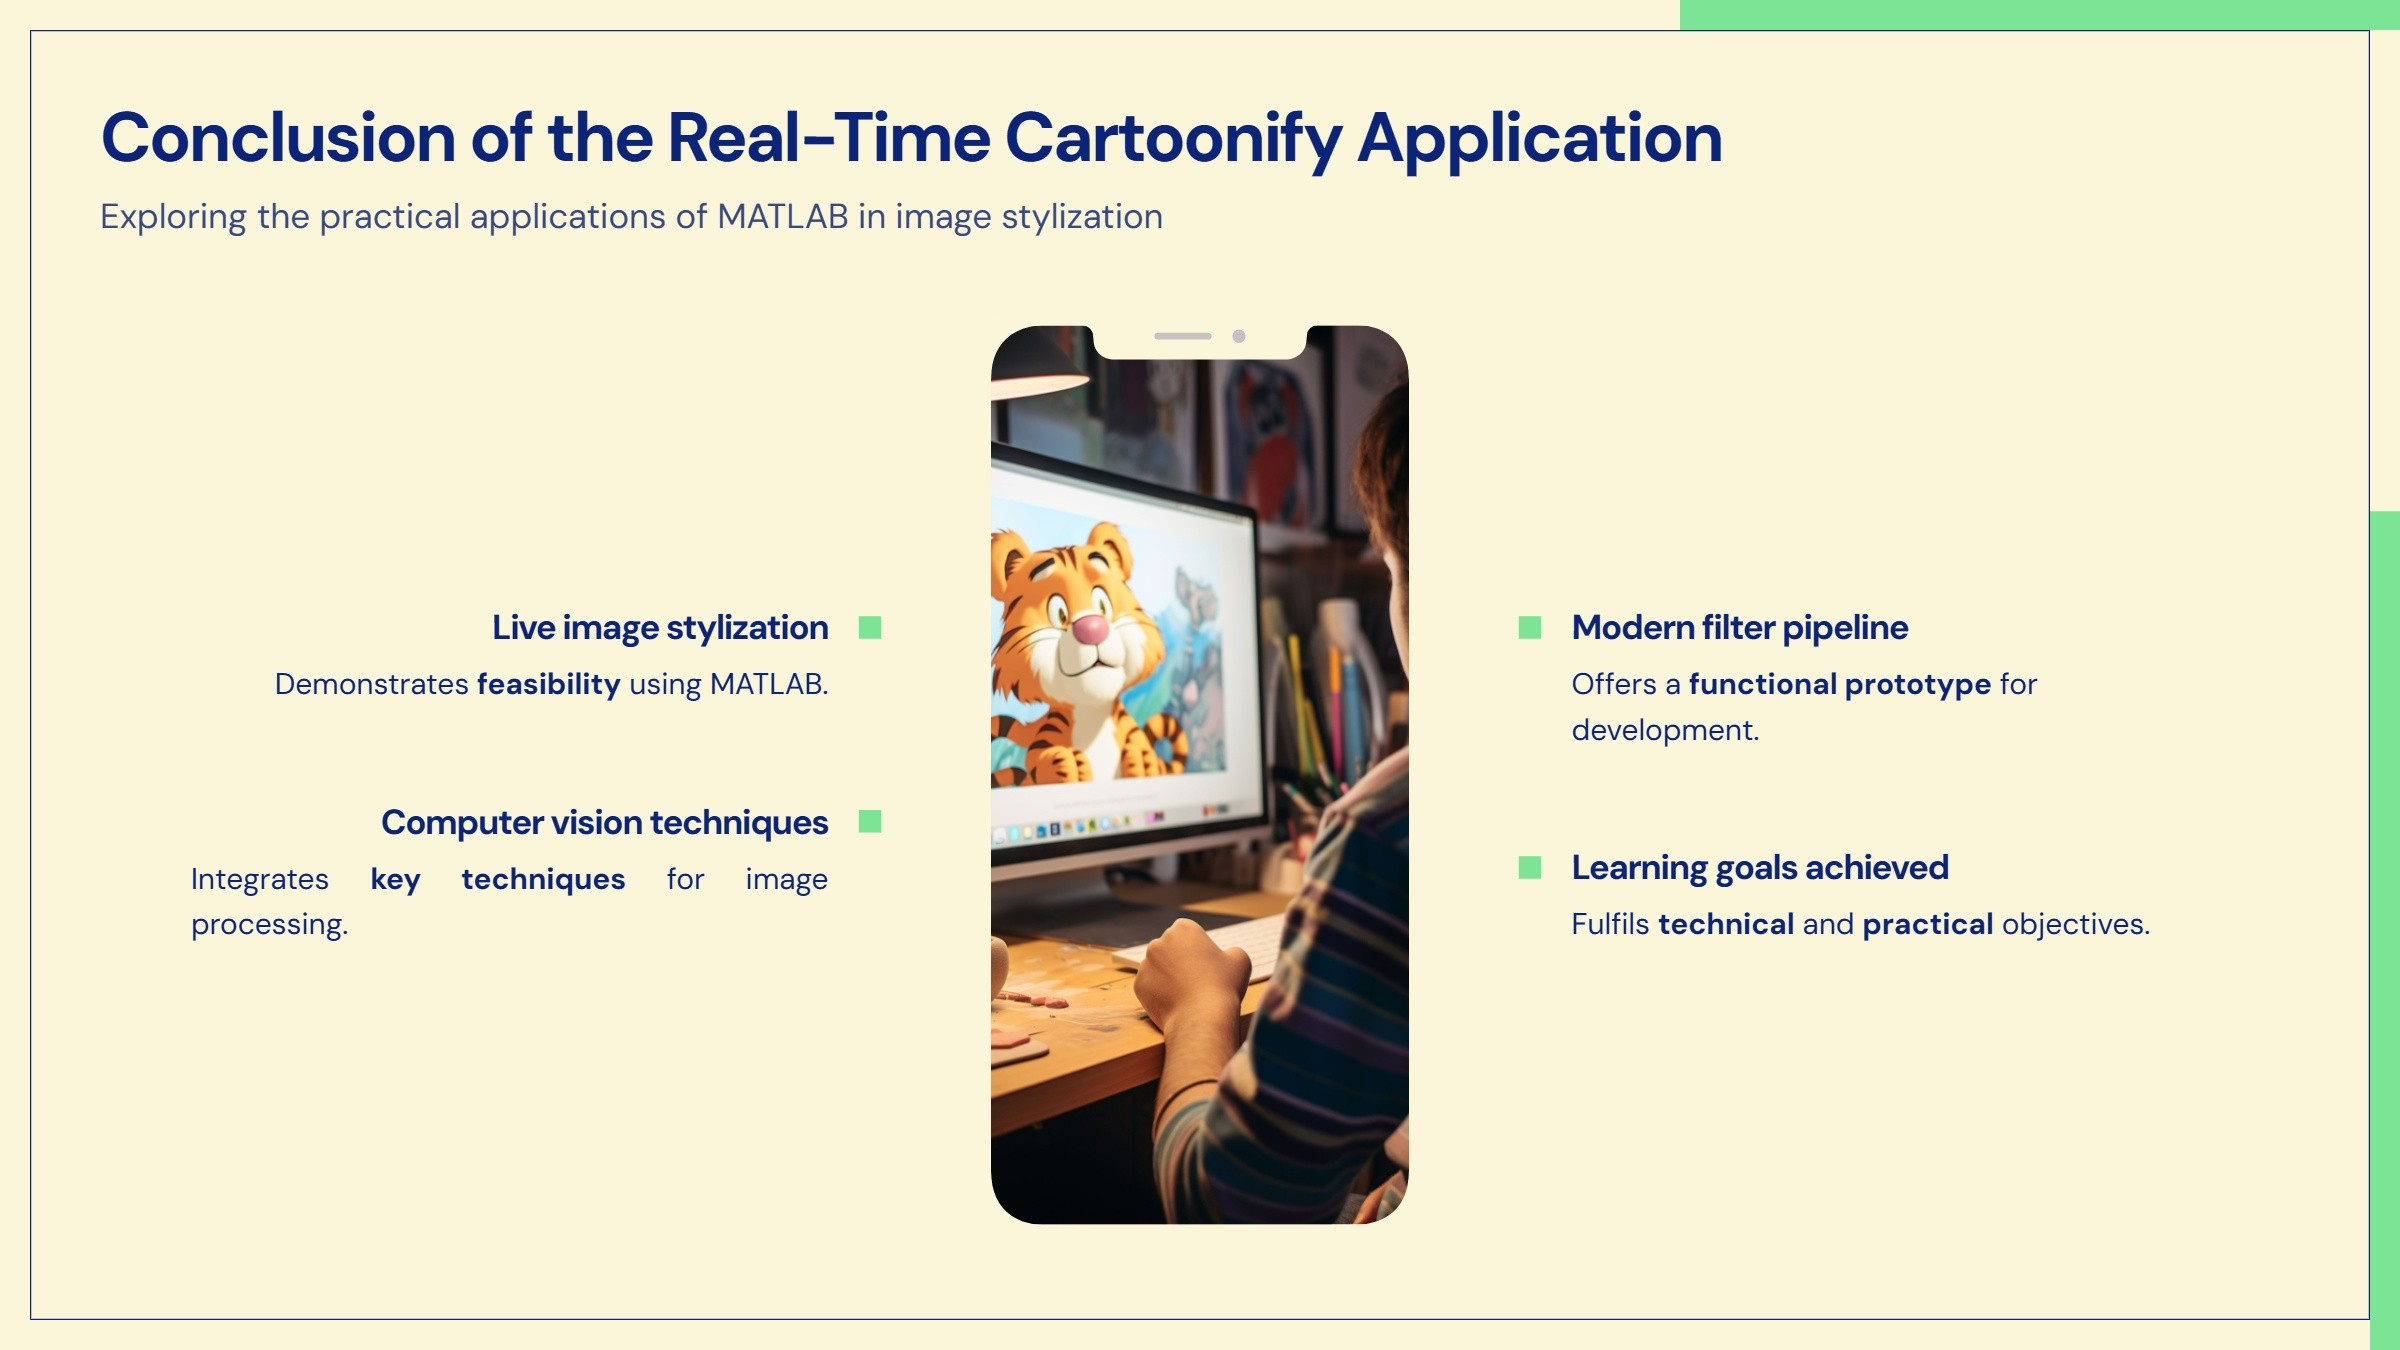 Conclusion of the Real-Time Cartoonify Application
Exploring the practical applications of MATLAB in image stylization
Live image stylization
Demonstrates feasibility using MATLAB.
Computer vision techniques
Integrates key techniques for image
processing.
Modern filter pipeline
Offers a functional prototype for
development.
Learning goals achieved
Fulfils technical and practical objectives.